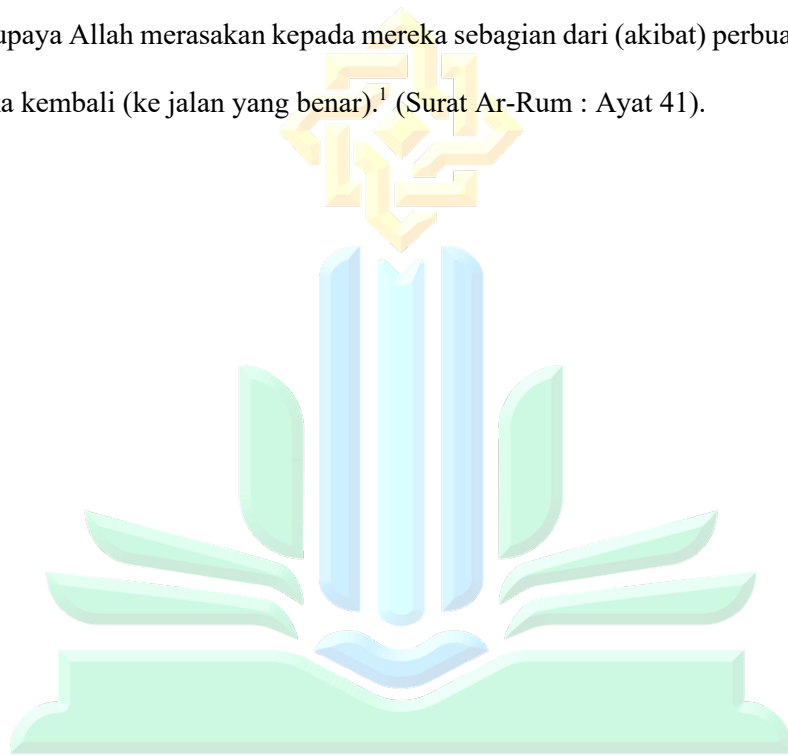 upaya Allah merasakan kepada mereka sebagian dari (akibat) perbua
a kembali (ke jalan yang benar).¹ (Surat Ar-Rum : Ayat 41).